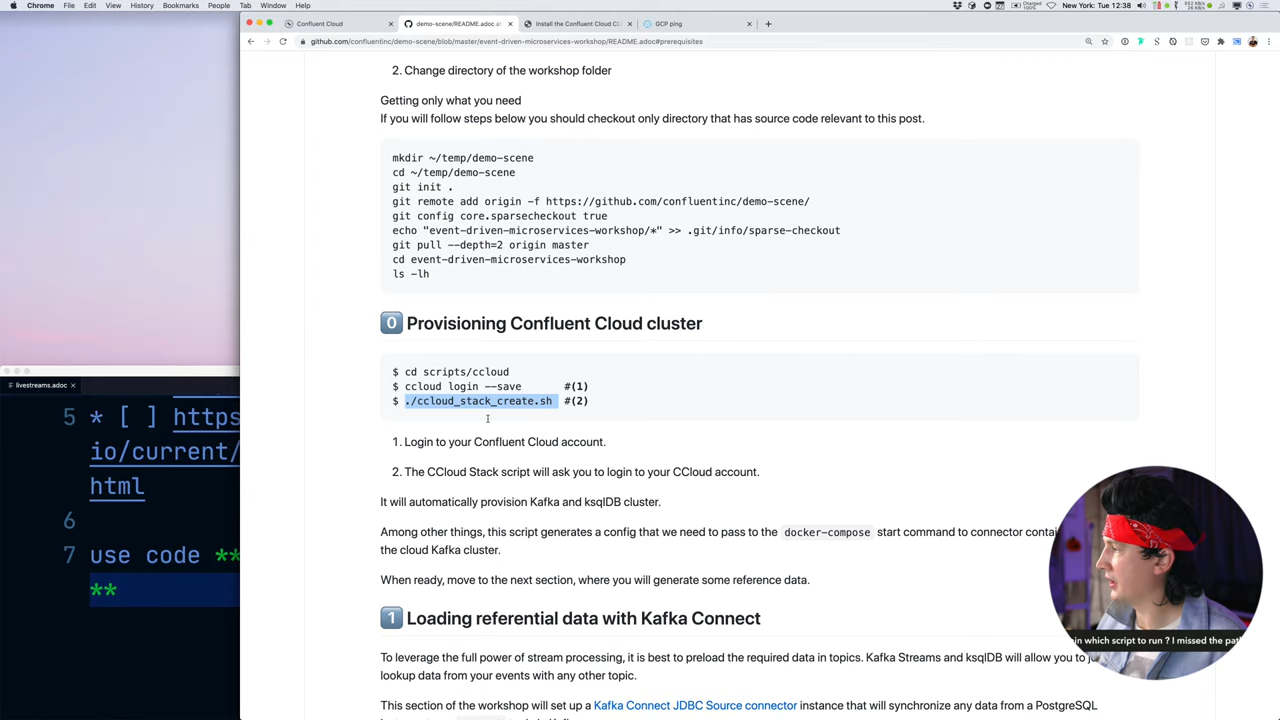 Chrome File Edit View History Bookmarks People Tab Window Help
New York: Tue 12:38
Confluent Cloud
demo-scene/README.adoc at
Install the Confluent Cloud CL
GCP ping
github.com/confluentinc/demo-scene/blob/master/event-driven-microservices-workshop/README.adoc#prerequisites
2. Change directory of the workshop folder
Getting only what you need
If you will follow steps below you should checkout only directory that has source code relevant to this post.
mkdir ~/temp/demo-scene
cd ~/temp/demo-scene
git init .
git remote add origin -f https://github.com/confluentinc/demo-scene/
git config core.sparsecheckout true
echo "event-driven-microservices-workshop/*" >> .git/info/sparse-checkout
git pull --depth=2 origin master
cd event-driven-microservices-workshop
ls -lh
0 Provisioning Confluent Cloud cluster
$ cd scripts/ccloud
$ ccloud login --save #(1)
$ ./ccloud_stack_create.sh #(2)
1. Login to your Confluent Cloud account.
2. The CCloud Stack script will ask you to login to your CCloud account.
It will automatically provision Kafka and ksqlDB cluster.
Among other things, this script generates a config that we need to pass to the docker-compose start command to connector contai
the cloud Kafka cluster.
When ready, move to the next section, where you will generate some reference data.
1 Loading referential data with Kafka Connect
To leverage the full power of stream processing, it is best to preload the required data in topics. Kafka Streams and ksqlDB will allow you to
lookup data from your events with any other topic.
This section of the workshop will set up a Kafka Connect JDBC Source connector instance that will synchronize any data from a PostgreSQL
livestreams.adoc
5 * [ ] https
io/current/
html
6
7 use code **
**
in which script to run ? I missed the pat